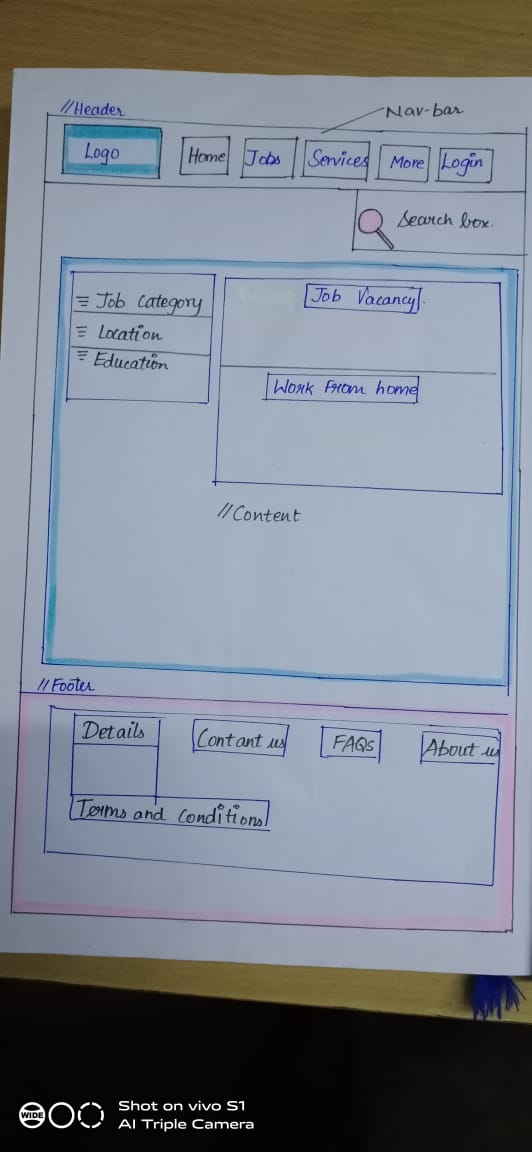 //Header
Nav-bar
Logo Home Jobs Services More Login
Search box.
Job Category
Location
Education
Job Vacancy.
Work From home
//Content
//Footer
Details Contant us FAQs About us
Terms and conditions
WIDE
Shot on vivo S1
AI Triple Camera